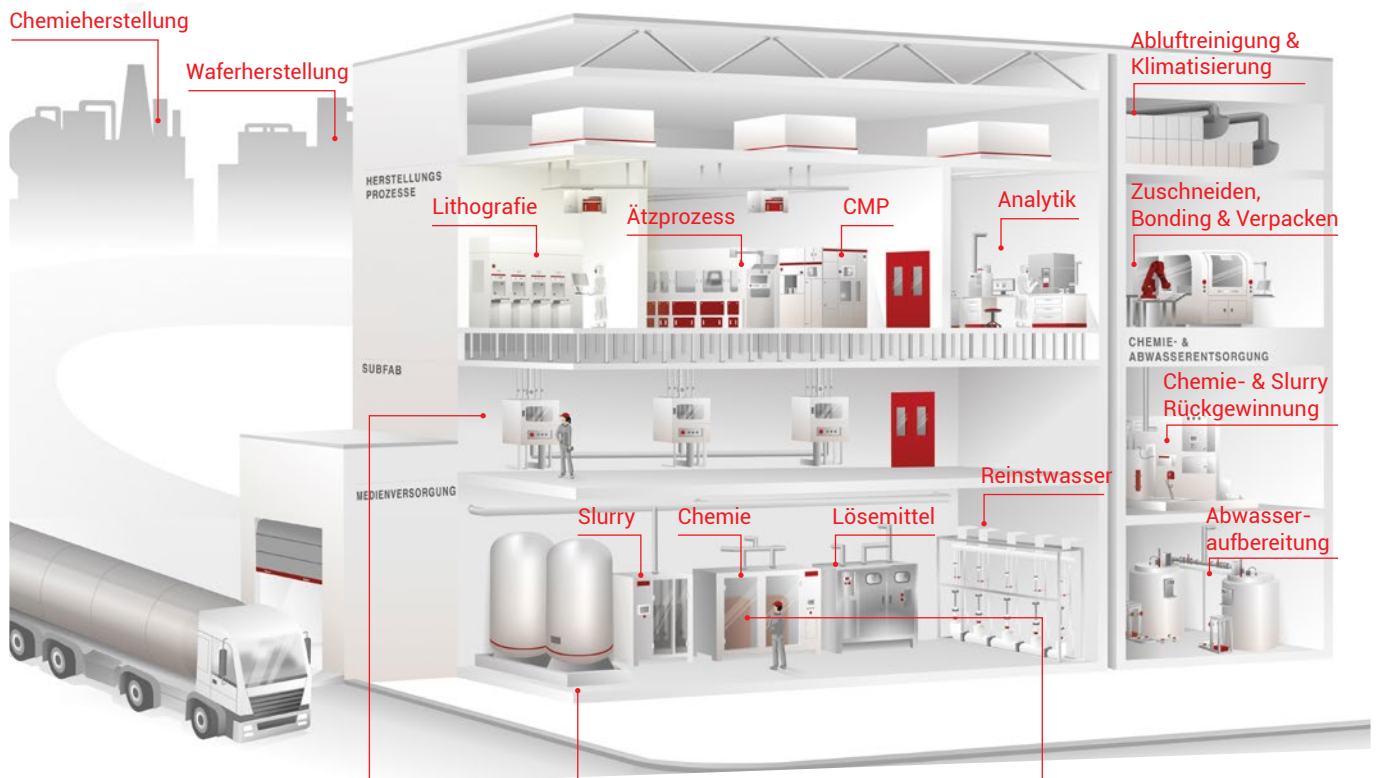 Chemieherstellung
Waferherstellung
Abluftreinigung &
Klimatisierung
HERSTELLUNGS
PROZESSE
Lithografie
Ätzprozess
CMP
Analytik
Zuschneiden,
Bonding & Verpacken
SUBFAB
CHEMIE- &
ABWASSERENTSORGUNG
Chemie- & Slurry
Rückgewinnung
MEDIENVERSORGUNG
Slurry
Chemie
Lösemittel
Reinstwasser
Abwasser-
aufbereitung